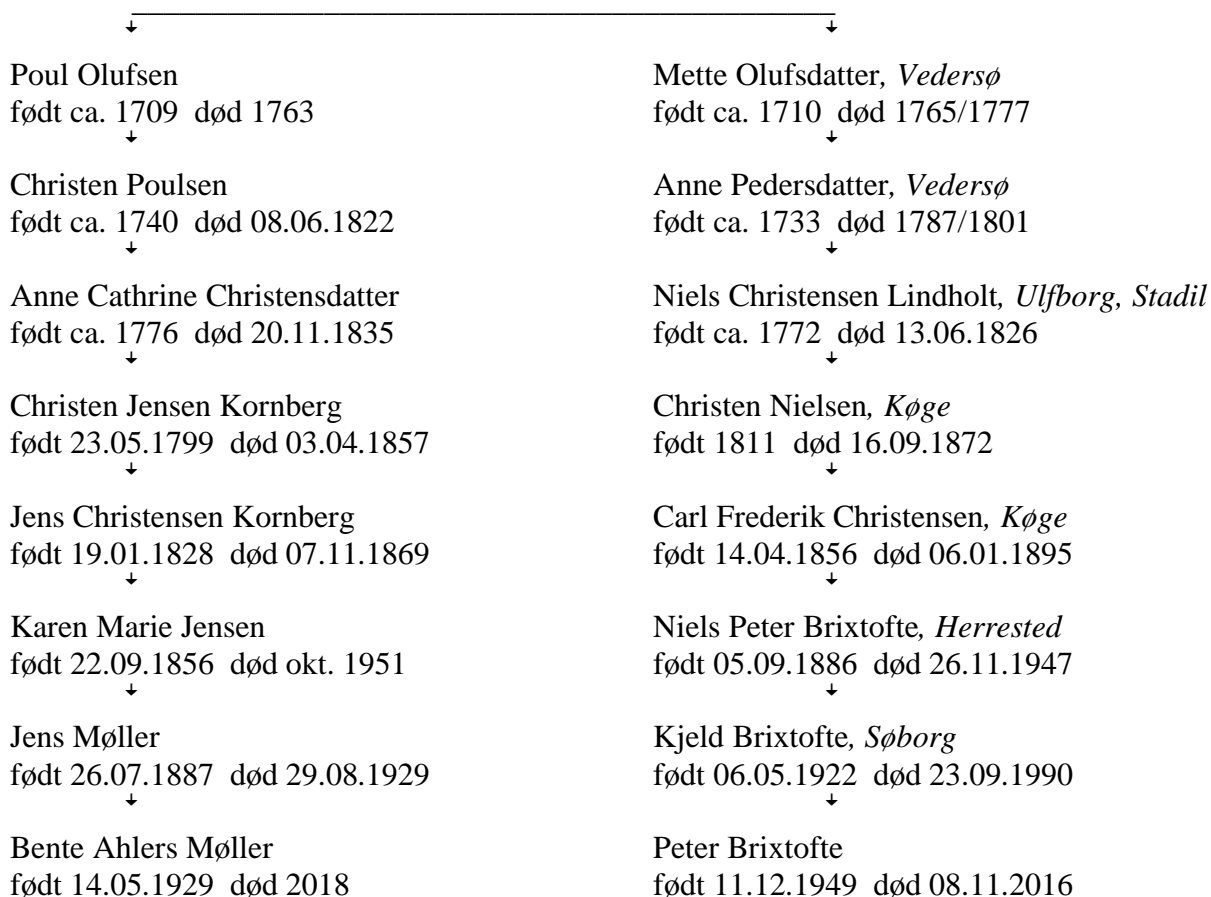 Poul Olufsen
født ca. 1709 død 1763
Mette Olufsdatter, Vedersø
født ca. 1710 død 1765/1777
Christen Poulsen
født ca. 1740 død 08.06.1822
Anne Pedersdatter, Vedersø
født ca. 1733 død 1787/1801
Anne Cathrine Christensdatter
født ca. 1776 død 20.11.1835
Niels Christensen Lindholt, Ulfborg, Stadil
født ca. 1772 død 13.06.1826
Christen Jensen Kornberg
født 23.05.1799 død 03.04.1857
Christen Nielsen, Køge
født 1811 død 16.09.1872
Jens Christensen Kornberg
født 19.01.1828 død 07.11.1869
Carl Frederik Christensen, Køge
født 14.04.1856 død 06.01.1895
Karen Marie Jensen
født 22.09.1856 død okt. 1951
Niels Peter Brixtofte, Herrested
født 05.09.1886 død 26.11.1947
Jens Møller
født 26.07.1887 død 29.08.1929
Kjeld Brixtofte, Søborg
født 06.05.1922 død 23.09.1990
Bente Ahlers Møller
født 14.05.1929 død 2018
Peter Brixtofte
født 11.12.1949 død 08.11.2016